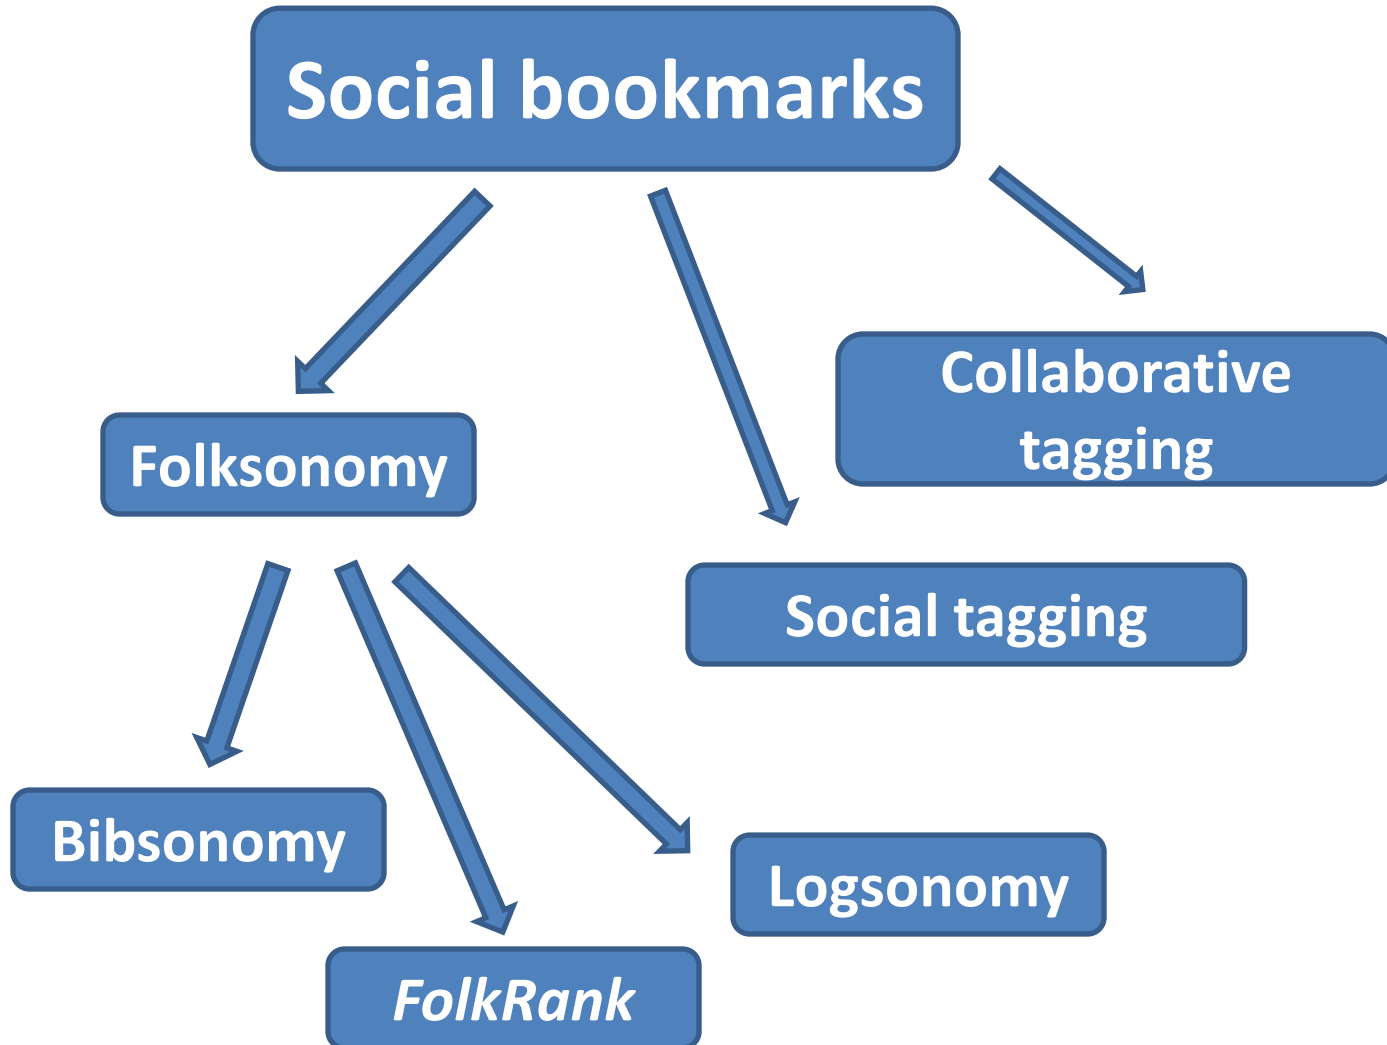 Social bookmarks
Collaborative
tagging
Folksonomy
Social tagging
Bibsonomy
Logsonomy
FolkRank